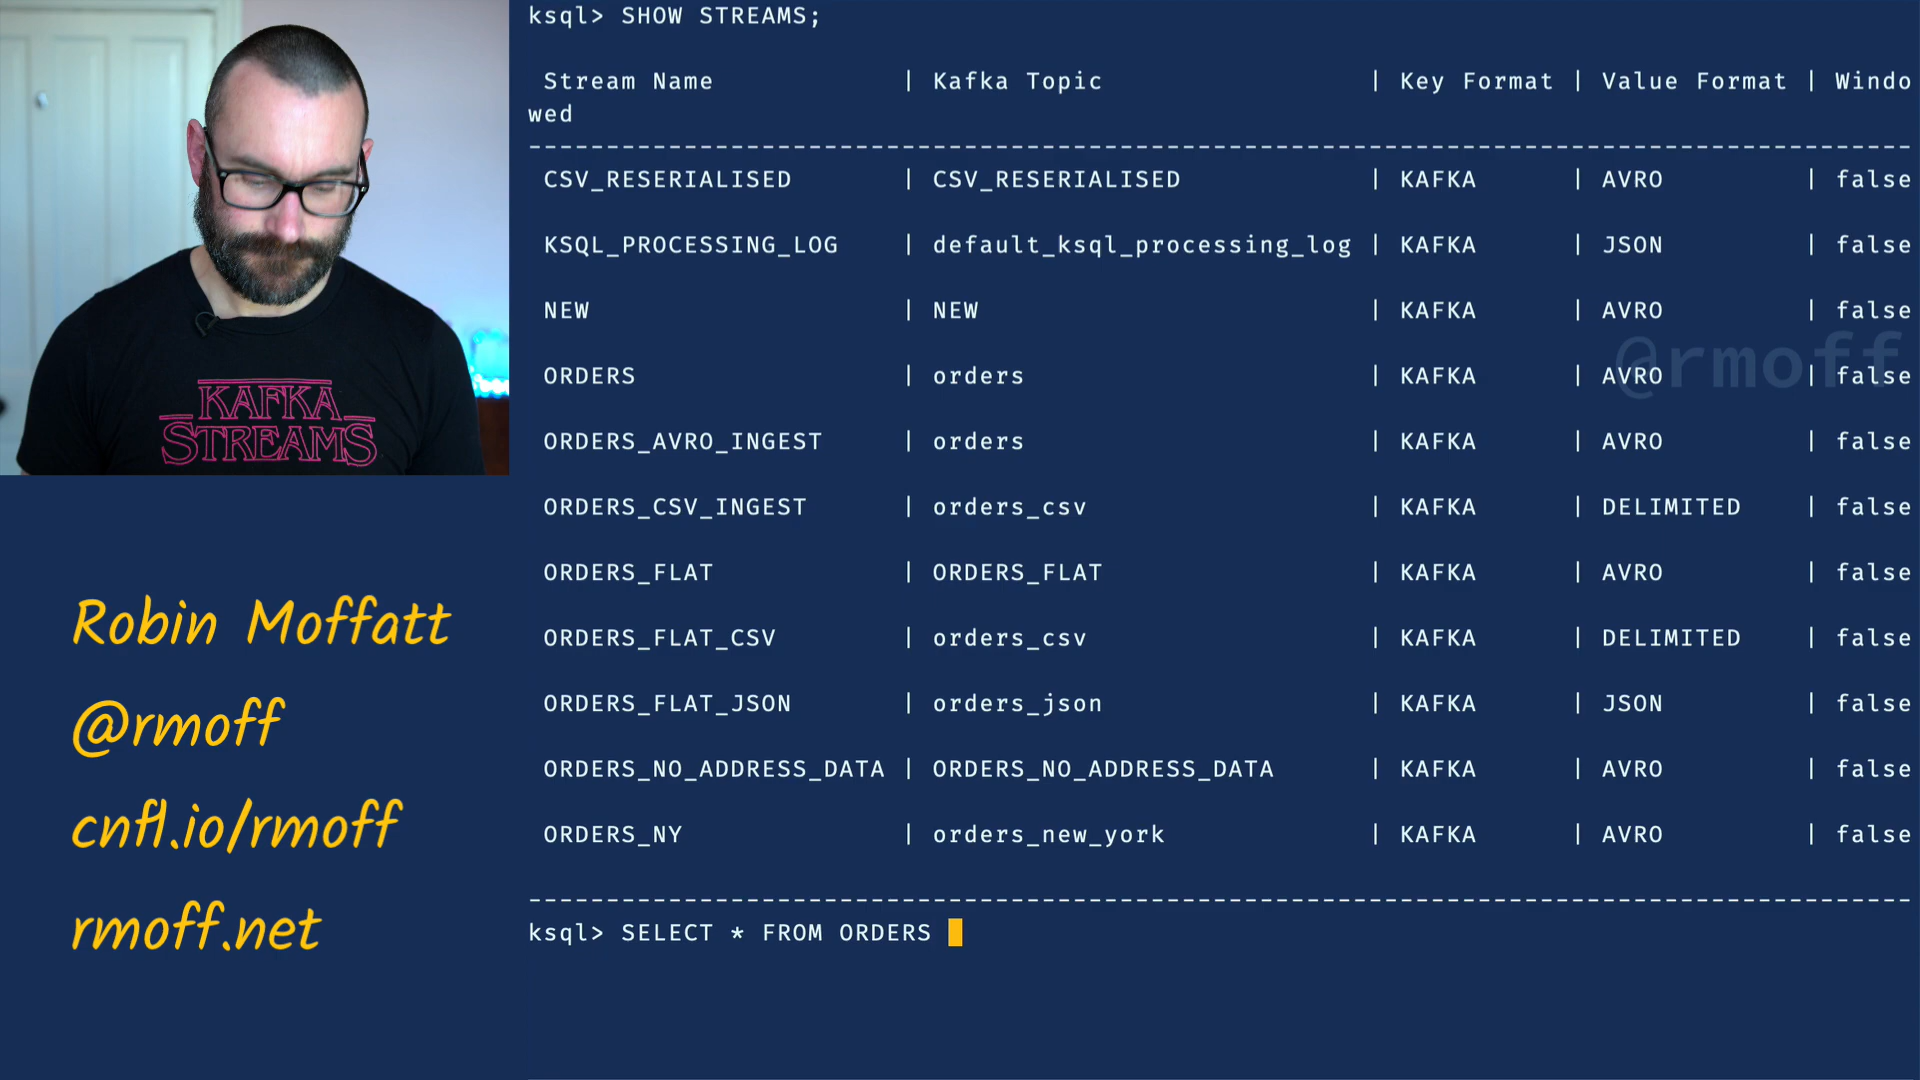 ksql> SHOW STREAMS;
Stream Name | Kafka Topic | Key Format | Value Format | Windo
wed
--------------------------------------------------------------------------------
CSV_RESERIALISED | CSV_RESERIALISED | KAFKA | AVRO | false
KSQL_PROCESSING_LOG | default_ksql_processing_log | KAFKA | JSON | false
NEW | NEW | KAFKA | AVRO | false
@rmoff
ORDERS | orders | KAFKA | AVRO | false
ORDERS_AVRO_INGEST | orders | KAFKA | AVRO | false
ORDERS_CSV_INGEST | orders_csv | KAFKA | DELIMITED | false
ORDERS_FLAT | ORDERS_FLAT | KAFKA | AVRO | false
ORDERS_FLAT_CSV | orders_csv | KAFKA | DELIMITED | false
ORDERS_FLAT_JSON | orders_json | KAFKA | JSON | false
ORDERS_NO_ADDRESS_DATA | ORDERS_NO_ADDRESS_DATA | KAFKA | AVRO | false
ORDERS_NY | orders_new_york | KAFKA | AVRO | false
--------------------------------------------------------------------------------
ksql> SELECT * FROM ORDERS
KAFKA
STREAMS
Robin Moffatt
@rmoff
cnfl.io/rmoff
rmoff.net